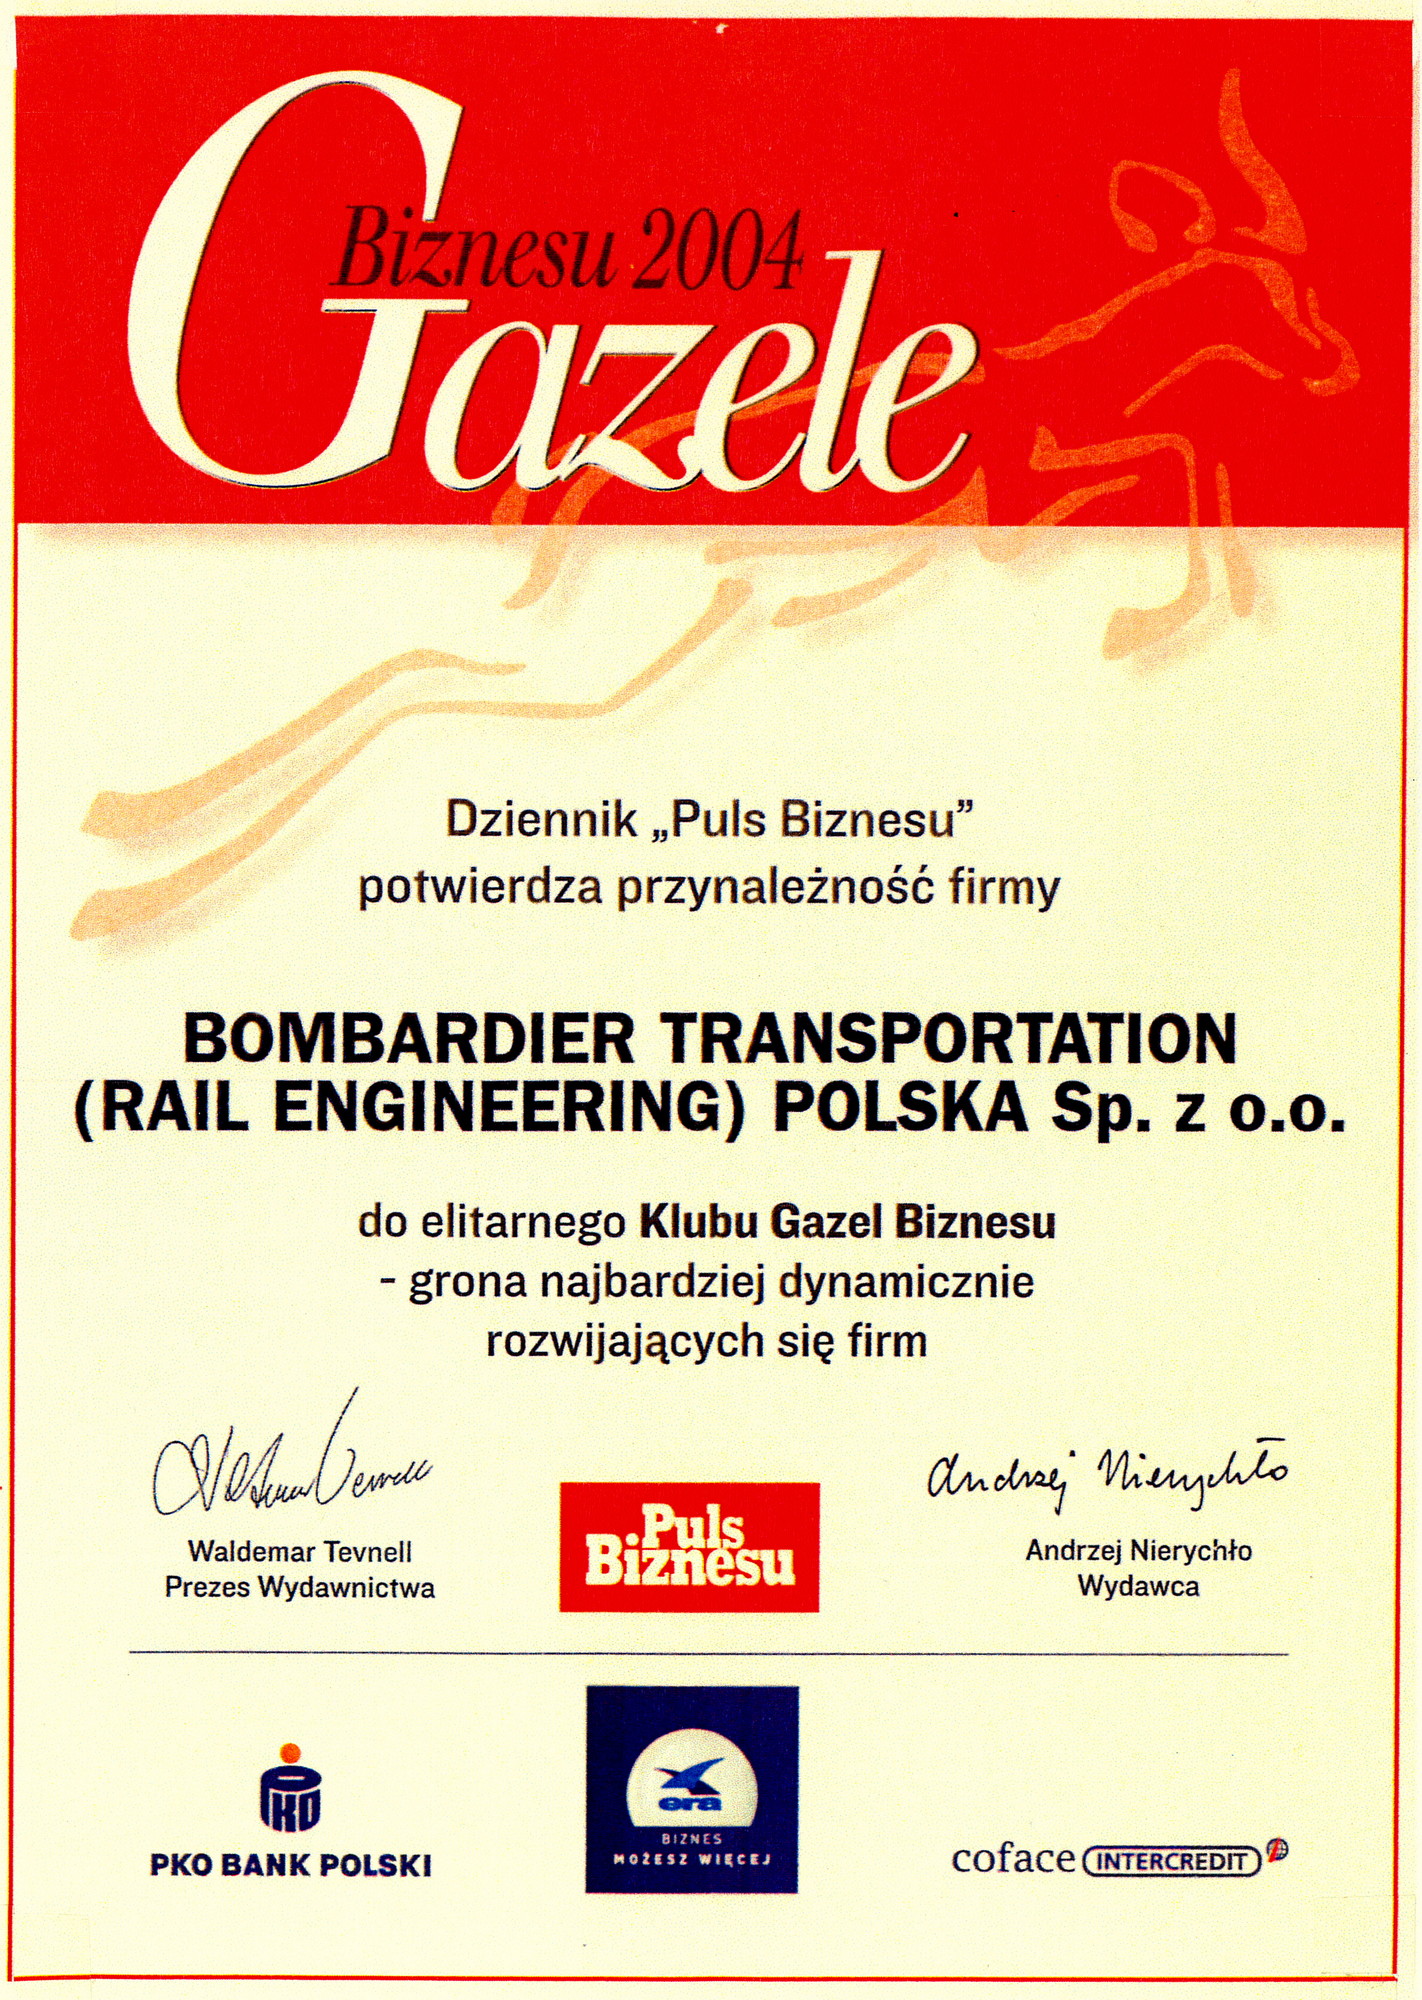 Biznesu 2004
Gazele
Dziennik „Puls Biznesu”
potwierdza przynależność firmy
BOMBARDIER TRANSPORTATION
(RAIL ENGINEERING) POLSKA Sp. z o.o.
do elitarnego Klubu Gazel Biznesu
- grona najbardziej dynamicznie
rozwijających się firm
Andrzej Nierychło
Waldemar Tevnell
Prezes Wydawnictwa
Puls
Biznesu
Andrzej Nierychło
Wydawca
PKO
PKO BANK POLSKI
era
BIZNES
MOŻESZ WIĘCEJ
coface INTERCREDIT